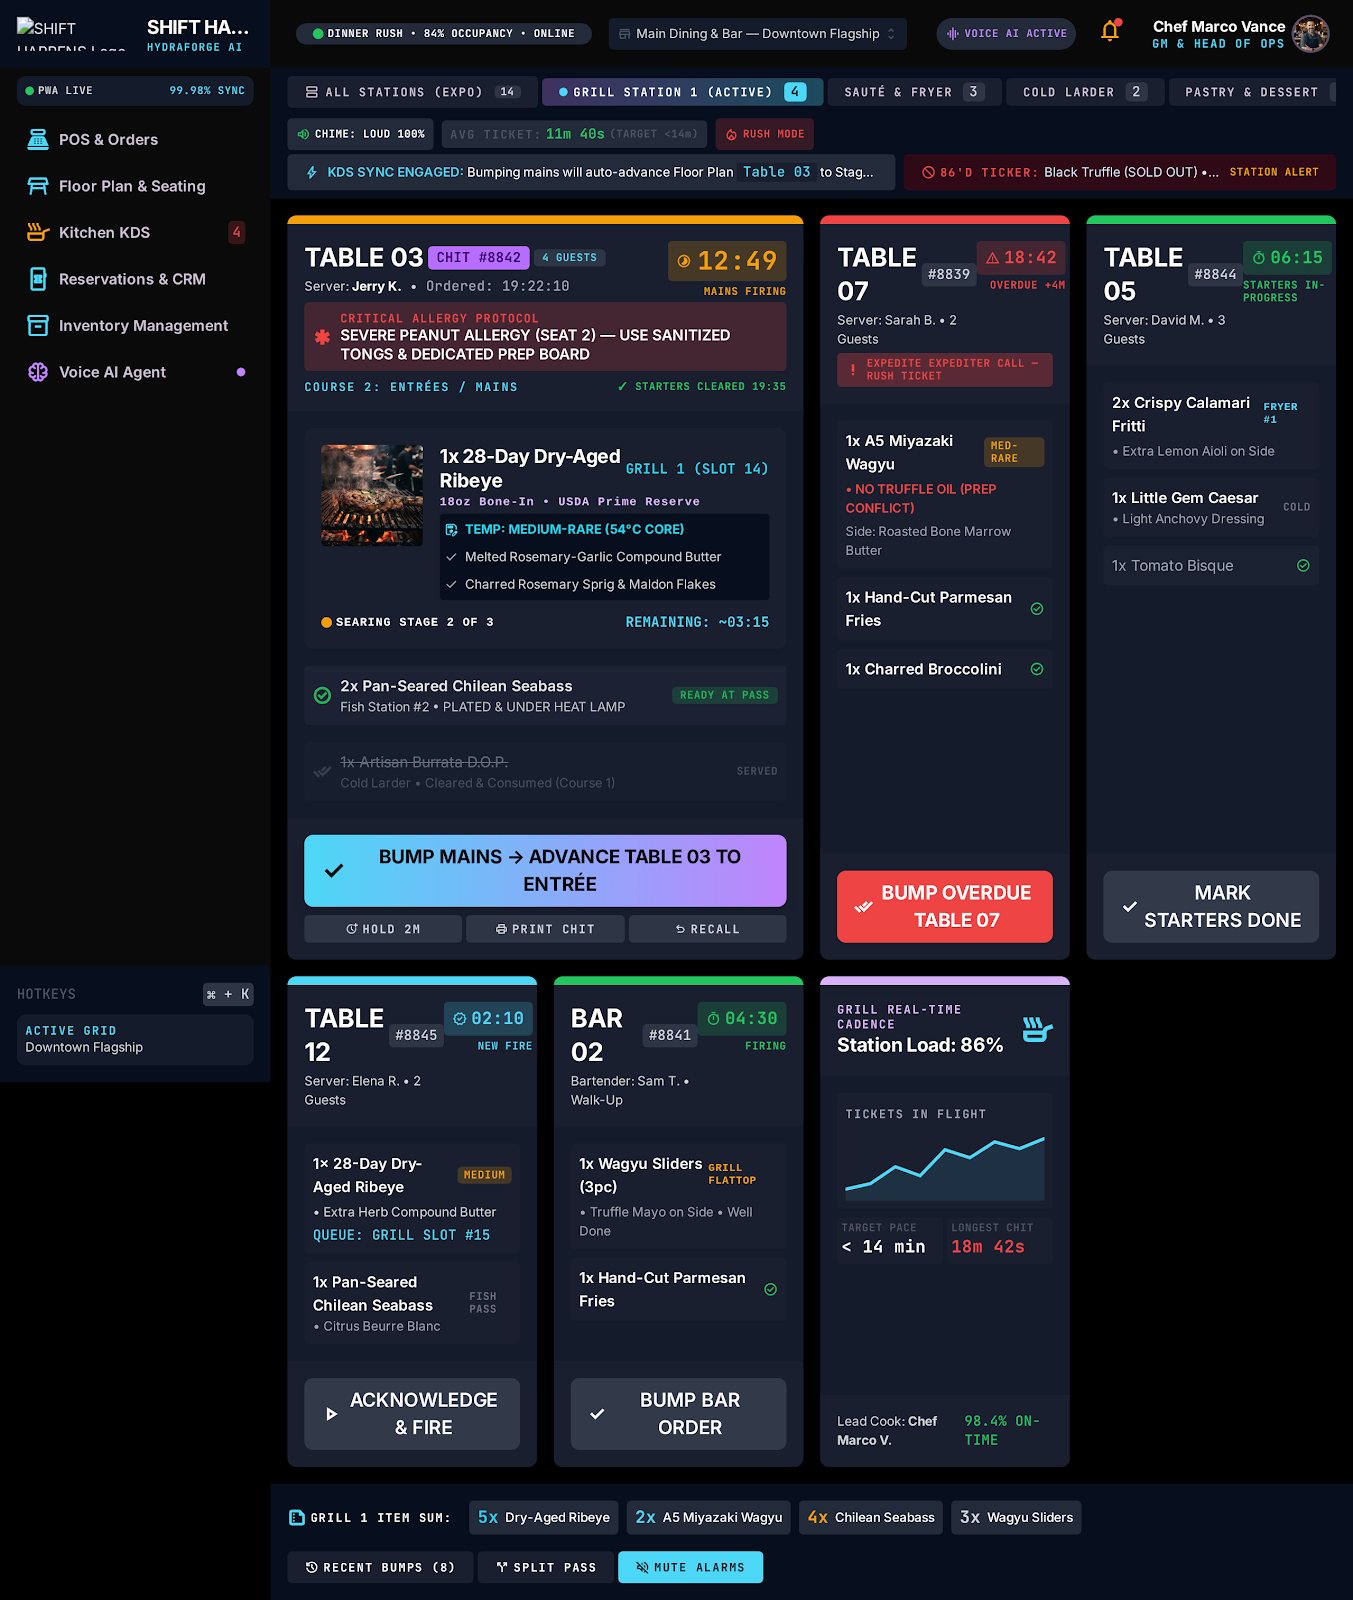 SHIFT
HAPPENS Logo
SHIFT HA...
HYDRAFORGE AI
DINNER RUSH • 84% OCCUPANCY • ONLINE
Main Dining & Bar — Downtown Flagship
VOICE AI ACTIVE
Chef Marco Vance
GM & HEAD OF OPS
PWA LIVE
99.98% SYNC
POS & Orders
Floor Plan & Seating
Kitchen KDS
4
Reservations & CRM
Inventory Management
Voice AI Agent
HOTKEYS
⌘ + K
ACTIVE GRID
Downtown Flagship
ALL STATIONS (EXPO) 14
GRILL STATION 1 (ACTIVE) 4
SAUTÉ & FRYER 3
COLD LARDER 2
PASTRY & DESSERT
CHIME: LOUD 100%
AVG TICKET: 11m 40s (TARGET <14m)
RUSH MODE
KDS SYNC ENGAGED: Bumping mains will auto-advance Floor Plan Table 03 to Stag...
86'D TICKER: Black Truffle (SOLD OUT) •...
STATION ALERT
TABLE 03
CHIT #8842
4 GUESTS
12:49
Server: Jerry K. • Ordered: 19:22:10
MAINS FIRING
CRITICAL ALLERGY PROTOCOL
SEVERE PEANUT ALLERGY (SEAT 2) — USE SANITIZED
TONGS & DEDICATED PREP BOARD
COURSE 2: ENTRÉES / MAINS
✓ STARTERS CLEARED 19:35
1x 28-Day Dry-Aged
Ribeye
GRILL 1 (SLOT 14)
18oz Bone-In • USDA Prime Reserve
TEMP: MEDIUM-RARE (54°C CORE)
Melted Rosemary-Garlic Compound Butter
Charred Rosemary Sprig & Maldon Flakes
SEARING STAGE 2 OF 3
REMAINING: ~03:15
2x Pan-Seared Chilean Seabass
Fish Station #2 • PLATED & UNDER HEAT LAMP
READY AT PASS
1x Artisan Burrata D.O.P.
Cold Larder • Cleared & Consumed (Course 1)
SERVED
BUMP MAINS → ADVANCE TABLE 03 TO
ENTRÉE
HOLD 2M
PRINT CHIT
RECALL
TABLE
07
#8839
18:42
OVERDUE +4M
Server: Sarah B. • 2
Guests
EXPEDITE EXPEDITER CALL —
RUSH TICKET
1x A5 Miyazaki
Wagyu
MED-
RARE
• NO TRUFFLE OIL (PREP
CONFLICT)
Side: Roasted Bone Marrow
Butter
1x Hand-Cut Parmesan
Fries
1x Charred Broccolini
BUMP OVERDUE
TABLE 07
TABLE
05
#8844
06:15
STARTERS IN-
PROGRESS
Server: David M. • 3
Guests
2x Crispy Calamari
Fritti
FRYER
#1
• Extra Lemon Aioli on Side
1x Little Gem Caesar
• Light Anchovy Dressing
COLD
1x Tomato Bisque
MARK
STARTERS DONE
TABLE
12
#8845
02:10
NEW FIRE
Server: Elena R. • 2
Guests
1× 28-Day Dry-
Aged Ribeye
MEDIUM
• Extra Herb Compound Butter
QUEUE: GRILL SLOT #15
1x Pan-Seared
Chilean Seabass
FISH
PASS
• Citrus Beurre Blanc
ACKNOWLEDGE
& FIRE
BAR
02
#8841
04:30
FIRING
Bartender: Sam T. •
Walk-Up
1x Wagyu Sliders
(3pc)
GRILL
FLATTOP
• Truffle Mayo on Side • Well
Done
1x Hand-Cut Parmesan
Fries
BUMP BAR
ORDER
GRILL REAL-TIME
CADENCE
Station Load: 86%
TICKETS IN FLIGHT
TARGET PACE
< 14 min
LONGEST CHIT
18m 42s
Lead Cook: Chef
Marco V.
98.4% ON-
TIME
GRILL 1 ITEM SUM:
5x Dry-Aged Ribeye
2x A5 Miyazaki Wagyu
4x Chilean Seabass
3x Wagyu Sliders
RECENT BUMPS (8)
SPLIT PASS
MUTE ALARMS